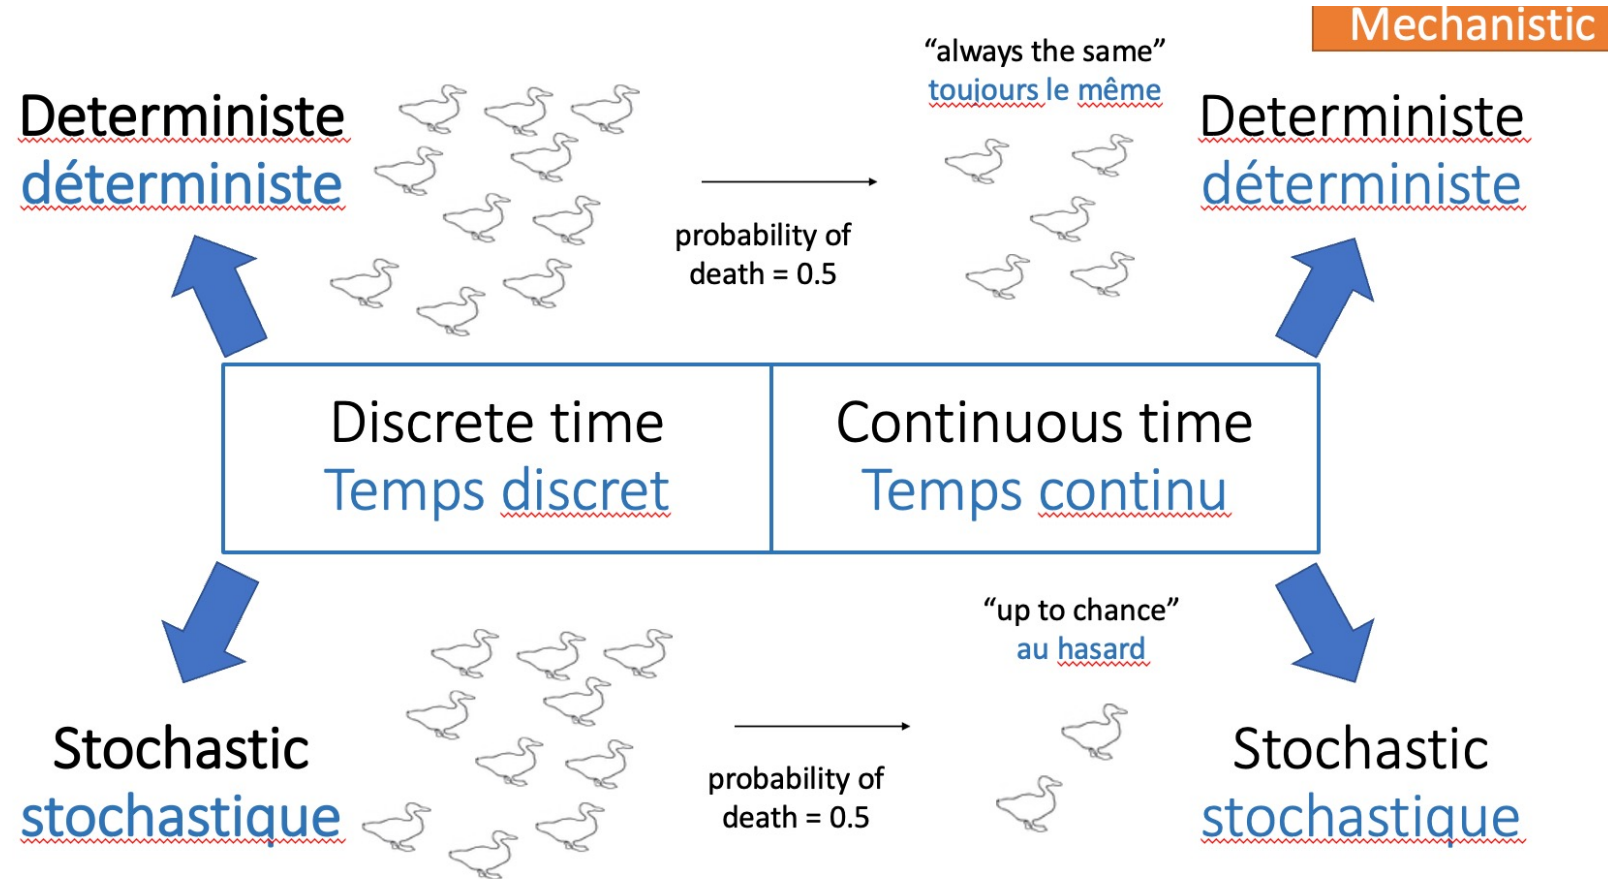 Mechanistic
Deterministe
déterministe
probability of
death = 0.5
“always the same”
toujours le même
Deterministe
déterministe
Discrete time
Temps discret
Continuous time
Temps continu
Stochastic
stochastique
probability of
death = 0.5
“up to chance”
au hasard
Stochastic
stochastique